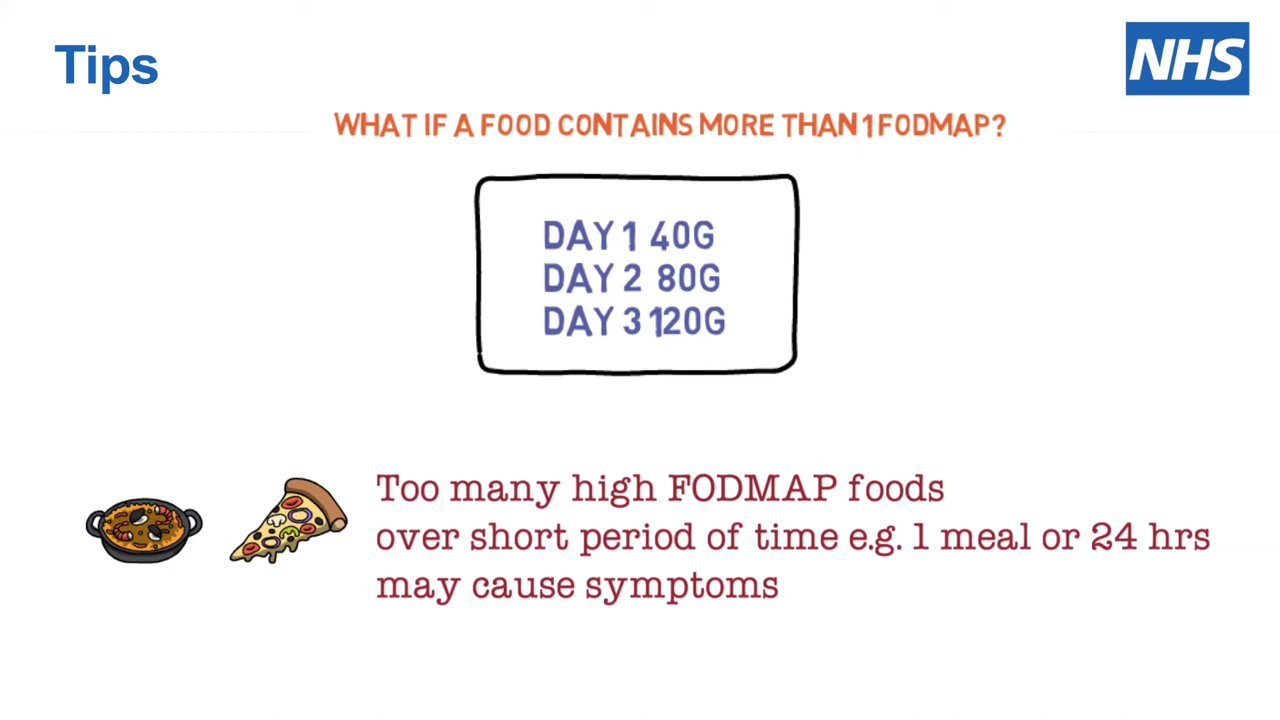 Tips
NHS
WHAT IF A FOOD CONTAINS MORE THAN 1 FODMAP?
DAY 1 40G
DAY 2 80G
DAY 3 120G
Too many high FODMAP foods
over short period of time e.g. 1 meal or 24 hrs
may cause symptoms